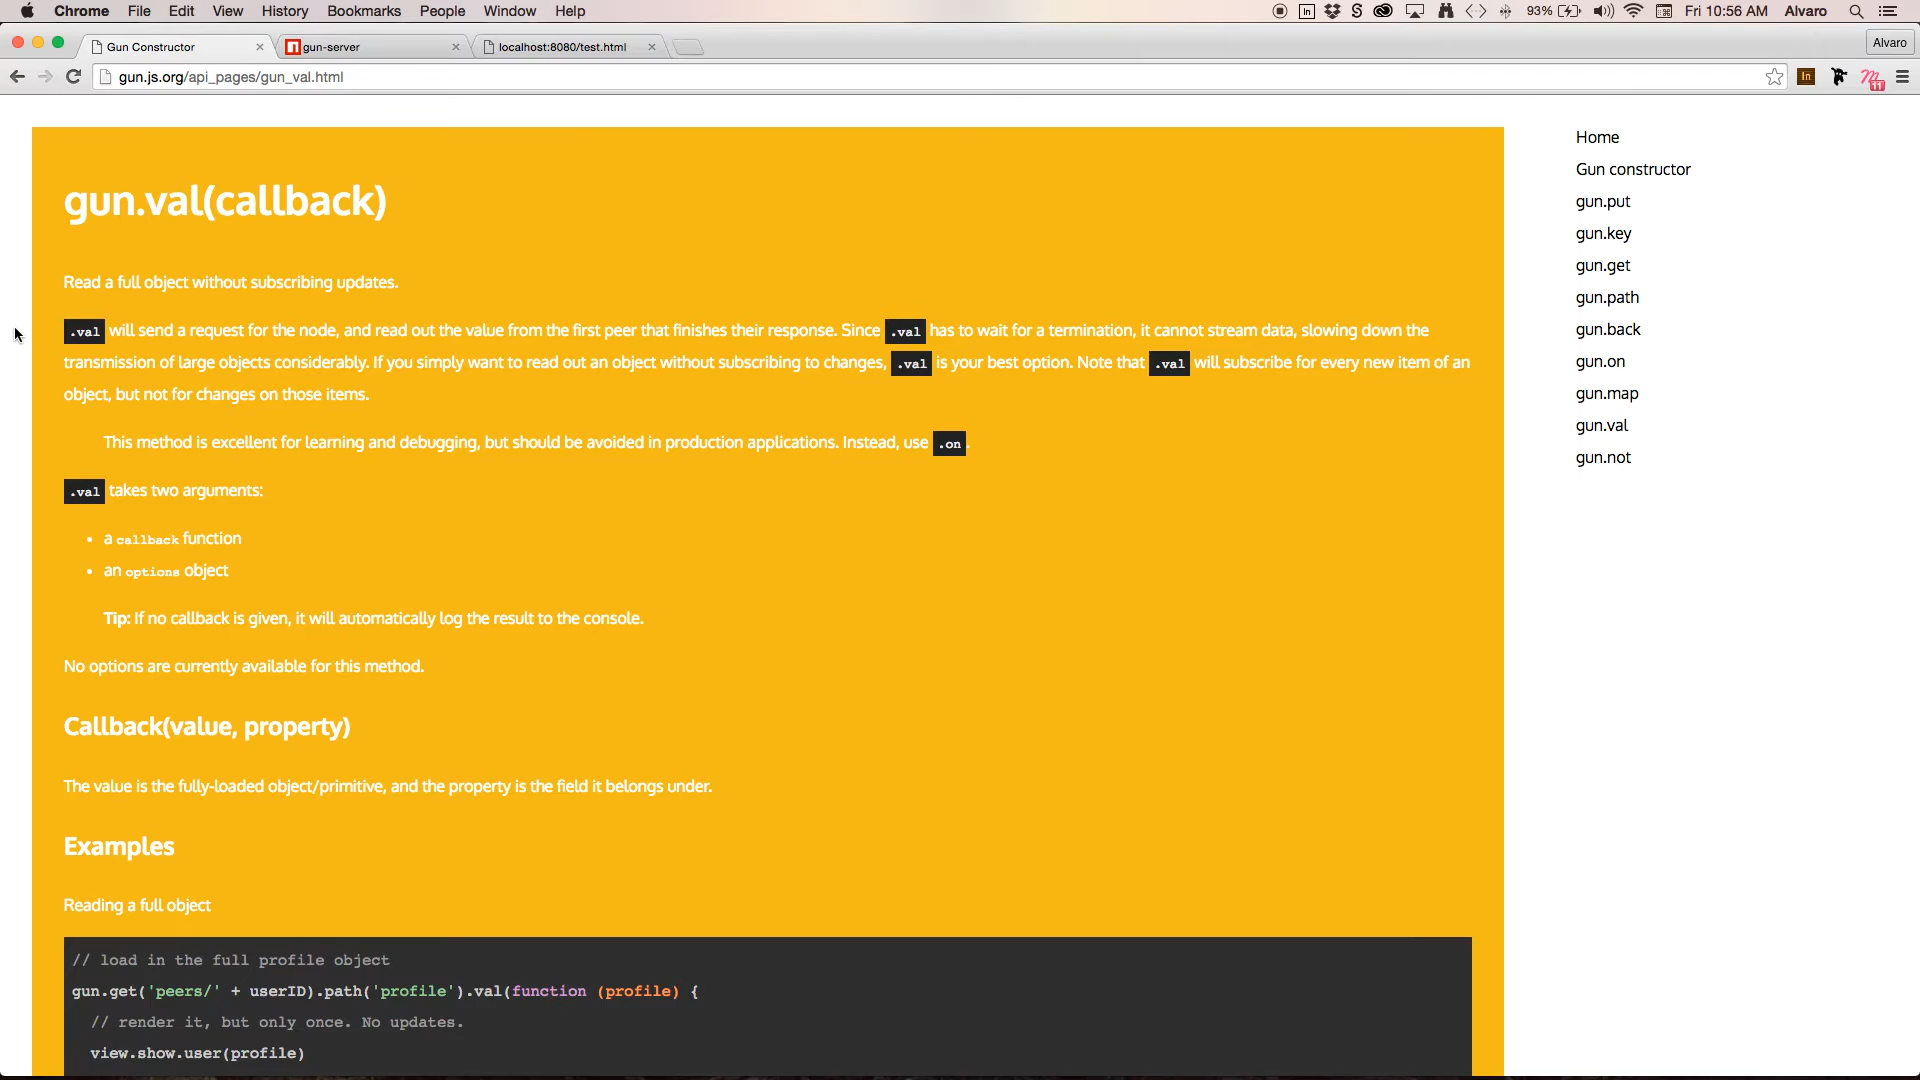 Chrome File Edit View History Bookmarks People Window Help 93% Fri 10:56 AM Alvaro
Gun Constructor gun-server localhost:8080/test.html Alvaro
gun.js.org/api_pages/gun_val.html
gun.val(callback)
Read a full object without subscribing updates.
.val will send a request for the node, and read out the value from the first peer that finishes their response. Since .val has to wait for a termination, it cannot stream data, slowing down the
transmission of large objects considerably. If you simply want to read out an object without subscribing to changes, .val is your best option. Note that .val will subscribe for every new item of an
object, but not for changes on those items.
This method is excellent for learning and debugging, but should be avoided in production applications. Instead, use .on.
.val takes two arguments:
• a callback function
• an options object
Tip: If no callback is given, it will automatically log the result to the console.
No options are currently available for this method.
Callback(value, property)
The value is the fully-loaded object/primitive, and the property is the field it belongs under.
Examples
Reading a full object
// load in the full profile object
gun.get('peers/' + userID).path('profile').val(function (profile) {
// render it, but only once. No updates.
view.show.user(profile)
Home
Gun constructor
gun.put
gun.key
gun.get
gun.path
gun.back
gun.on
gun.map
gun.val
gun.not